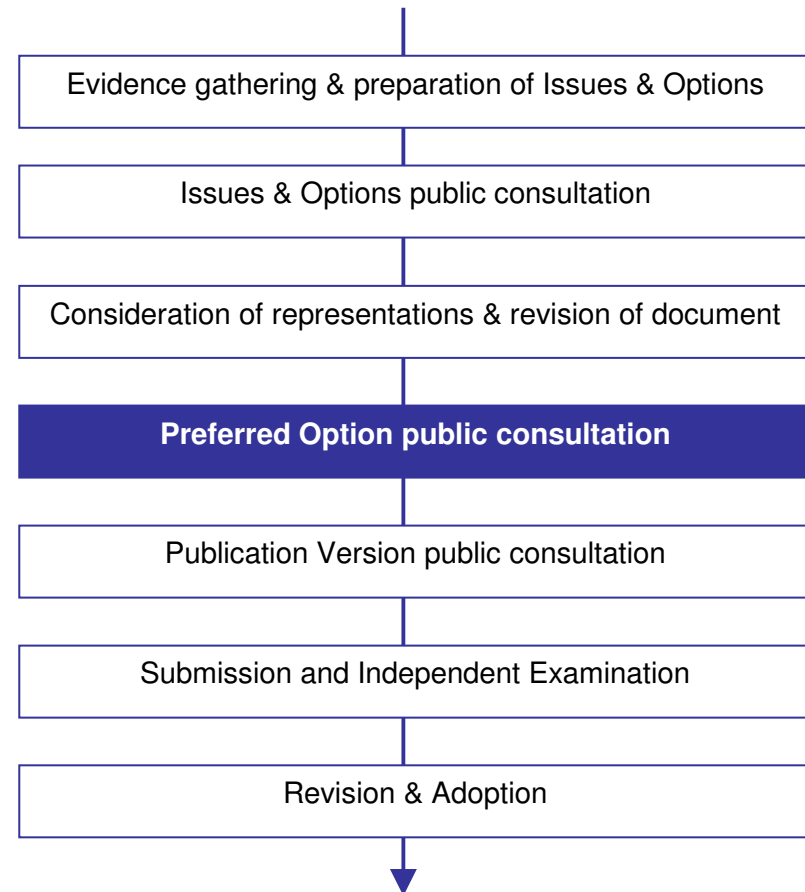 Evidence gathering & preparation of Issues & Options
Issues & Options public consultation
Consideration of representations & revision of document
Preferred Option public consultation
Publication Version public consultation
Submission and Independent Examination
Revision & Adoption